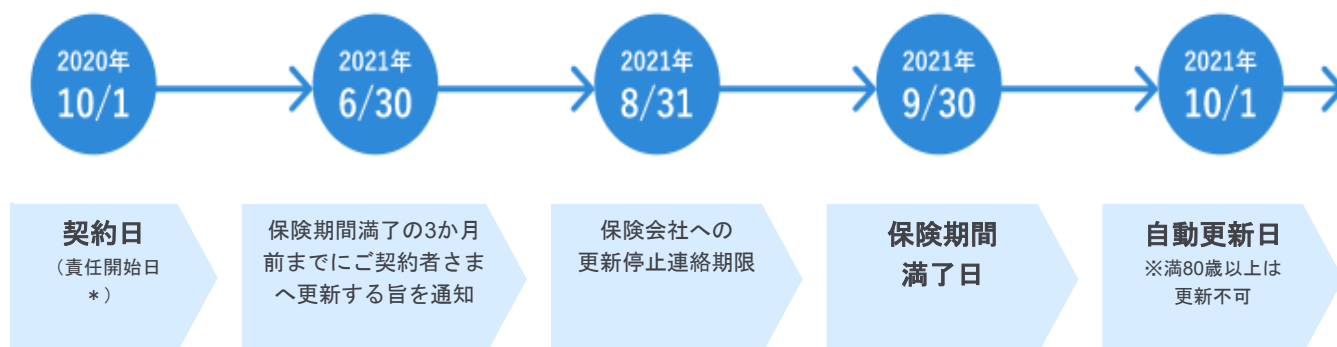 2020年
10/1
2021年
6/30
2021年
8/31
2021年
9/30
2021年
10/1
契約日
（責任開始日
＊）
保険期間満了の3か月
前までにご契約者さま
へ更新する旨を通知
保険会社への
更新停止連絡期限
保険期間
満了日
自動更新日
※満80歳以上は
更新不可